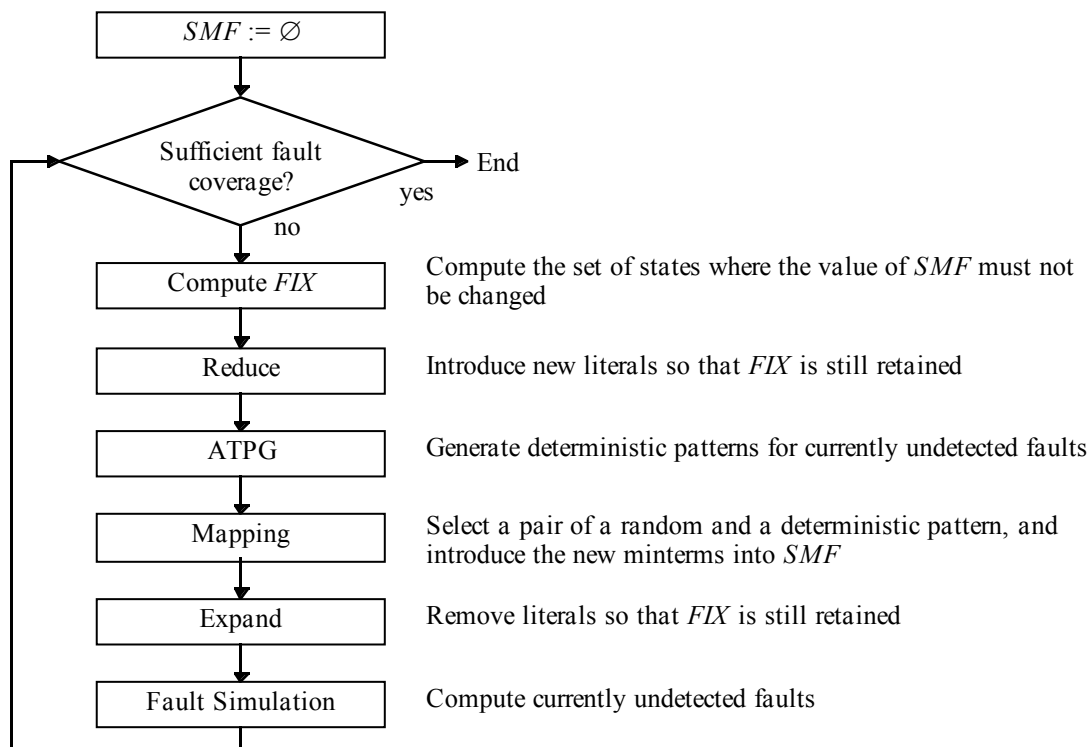 SMF := ∅
Sufficient fault
coverage?
End
yes
no
Compute FIX
Compute the set of states where the value of SMF must not
be changed
Reduce
Introduce new literals so that FIX is still retained
ATPG
Generate deterministic patterns for currently undetected faults
Mapping
Select a pair of a random and a deterministic pattern, and
introduce the new minterms into SMF
Expand
Remove literals so that FIX is still retained
Fault Simulation
Compute currently undetected faults